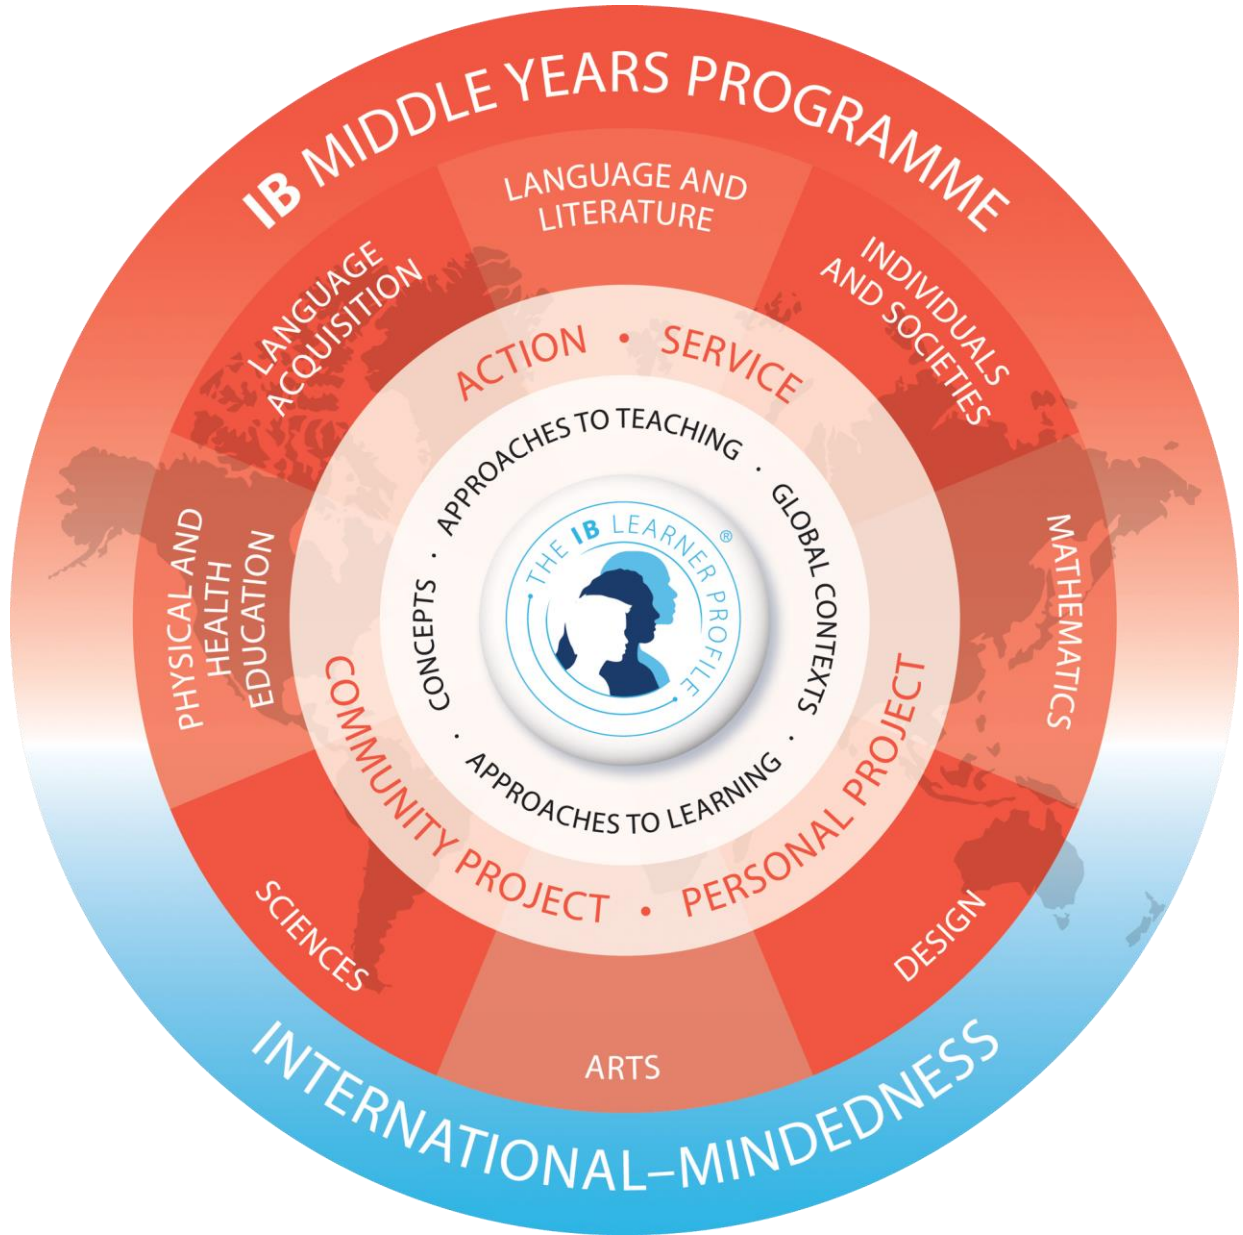 IB MIDDLE YEARS PROGRAMME
LANGUAGE AND
LITERATURE
LANGUAGE
ACQUISITION
INDIVIDUALS
AND SOCIETIES
ACTION • SERVICE
APPROACHES TO TEACHING · GLOBAL CONTEXTS ·
THE IB LEARNER PROFILE ®
PHYSICAL AND
HEALTH
EDUCATION
MATHEMATICS
CONCEPTS ·
· APPROACHES TO LEARNING
COMMUNITY PROJECT • PERSONAL PROJECT
SCIENCES
DESIGN
ARTS
INTERNATIONAL–MINDEDNESS